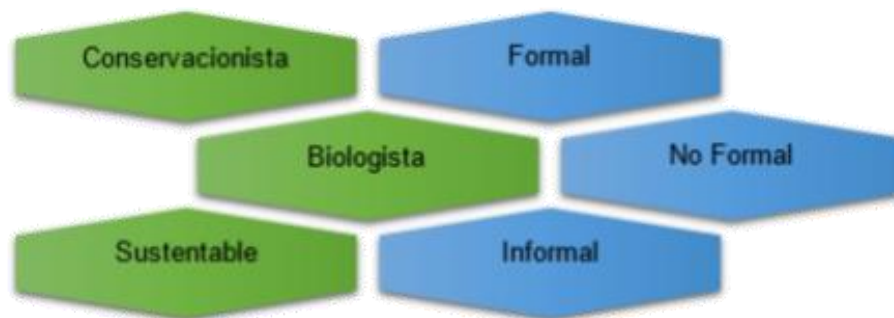 Conservacionista
Formal
Biologista
No Formal
Sustentable
Informal